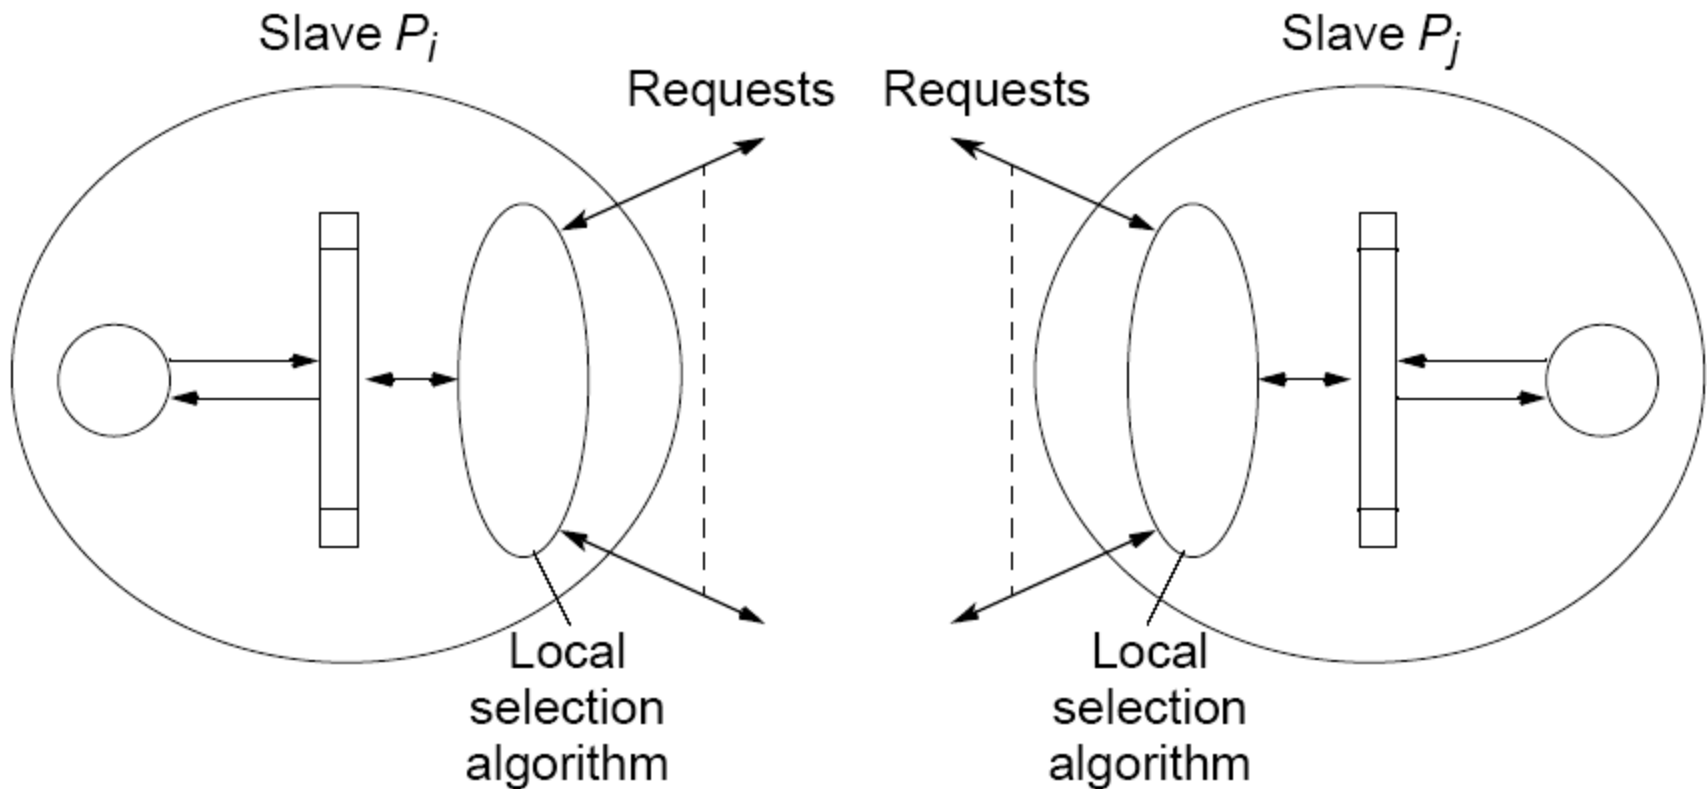 Slave Pi
Slave Pj
Requests
Requests
Local
selection
algorithm
Local
selection
algorithm